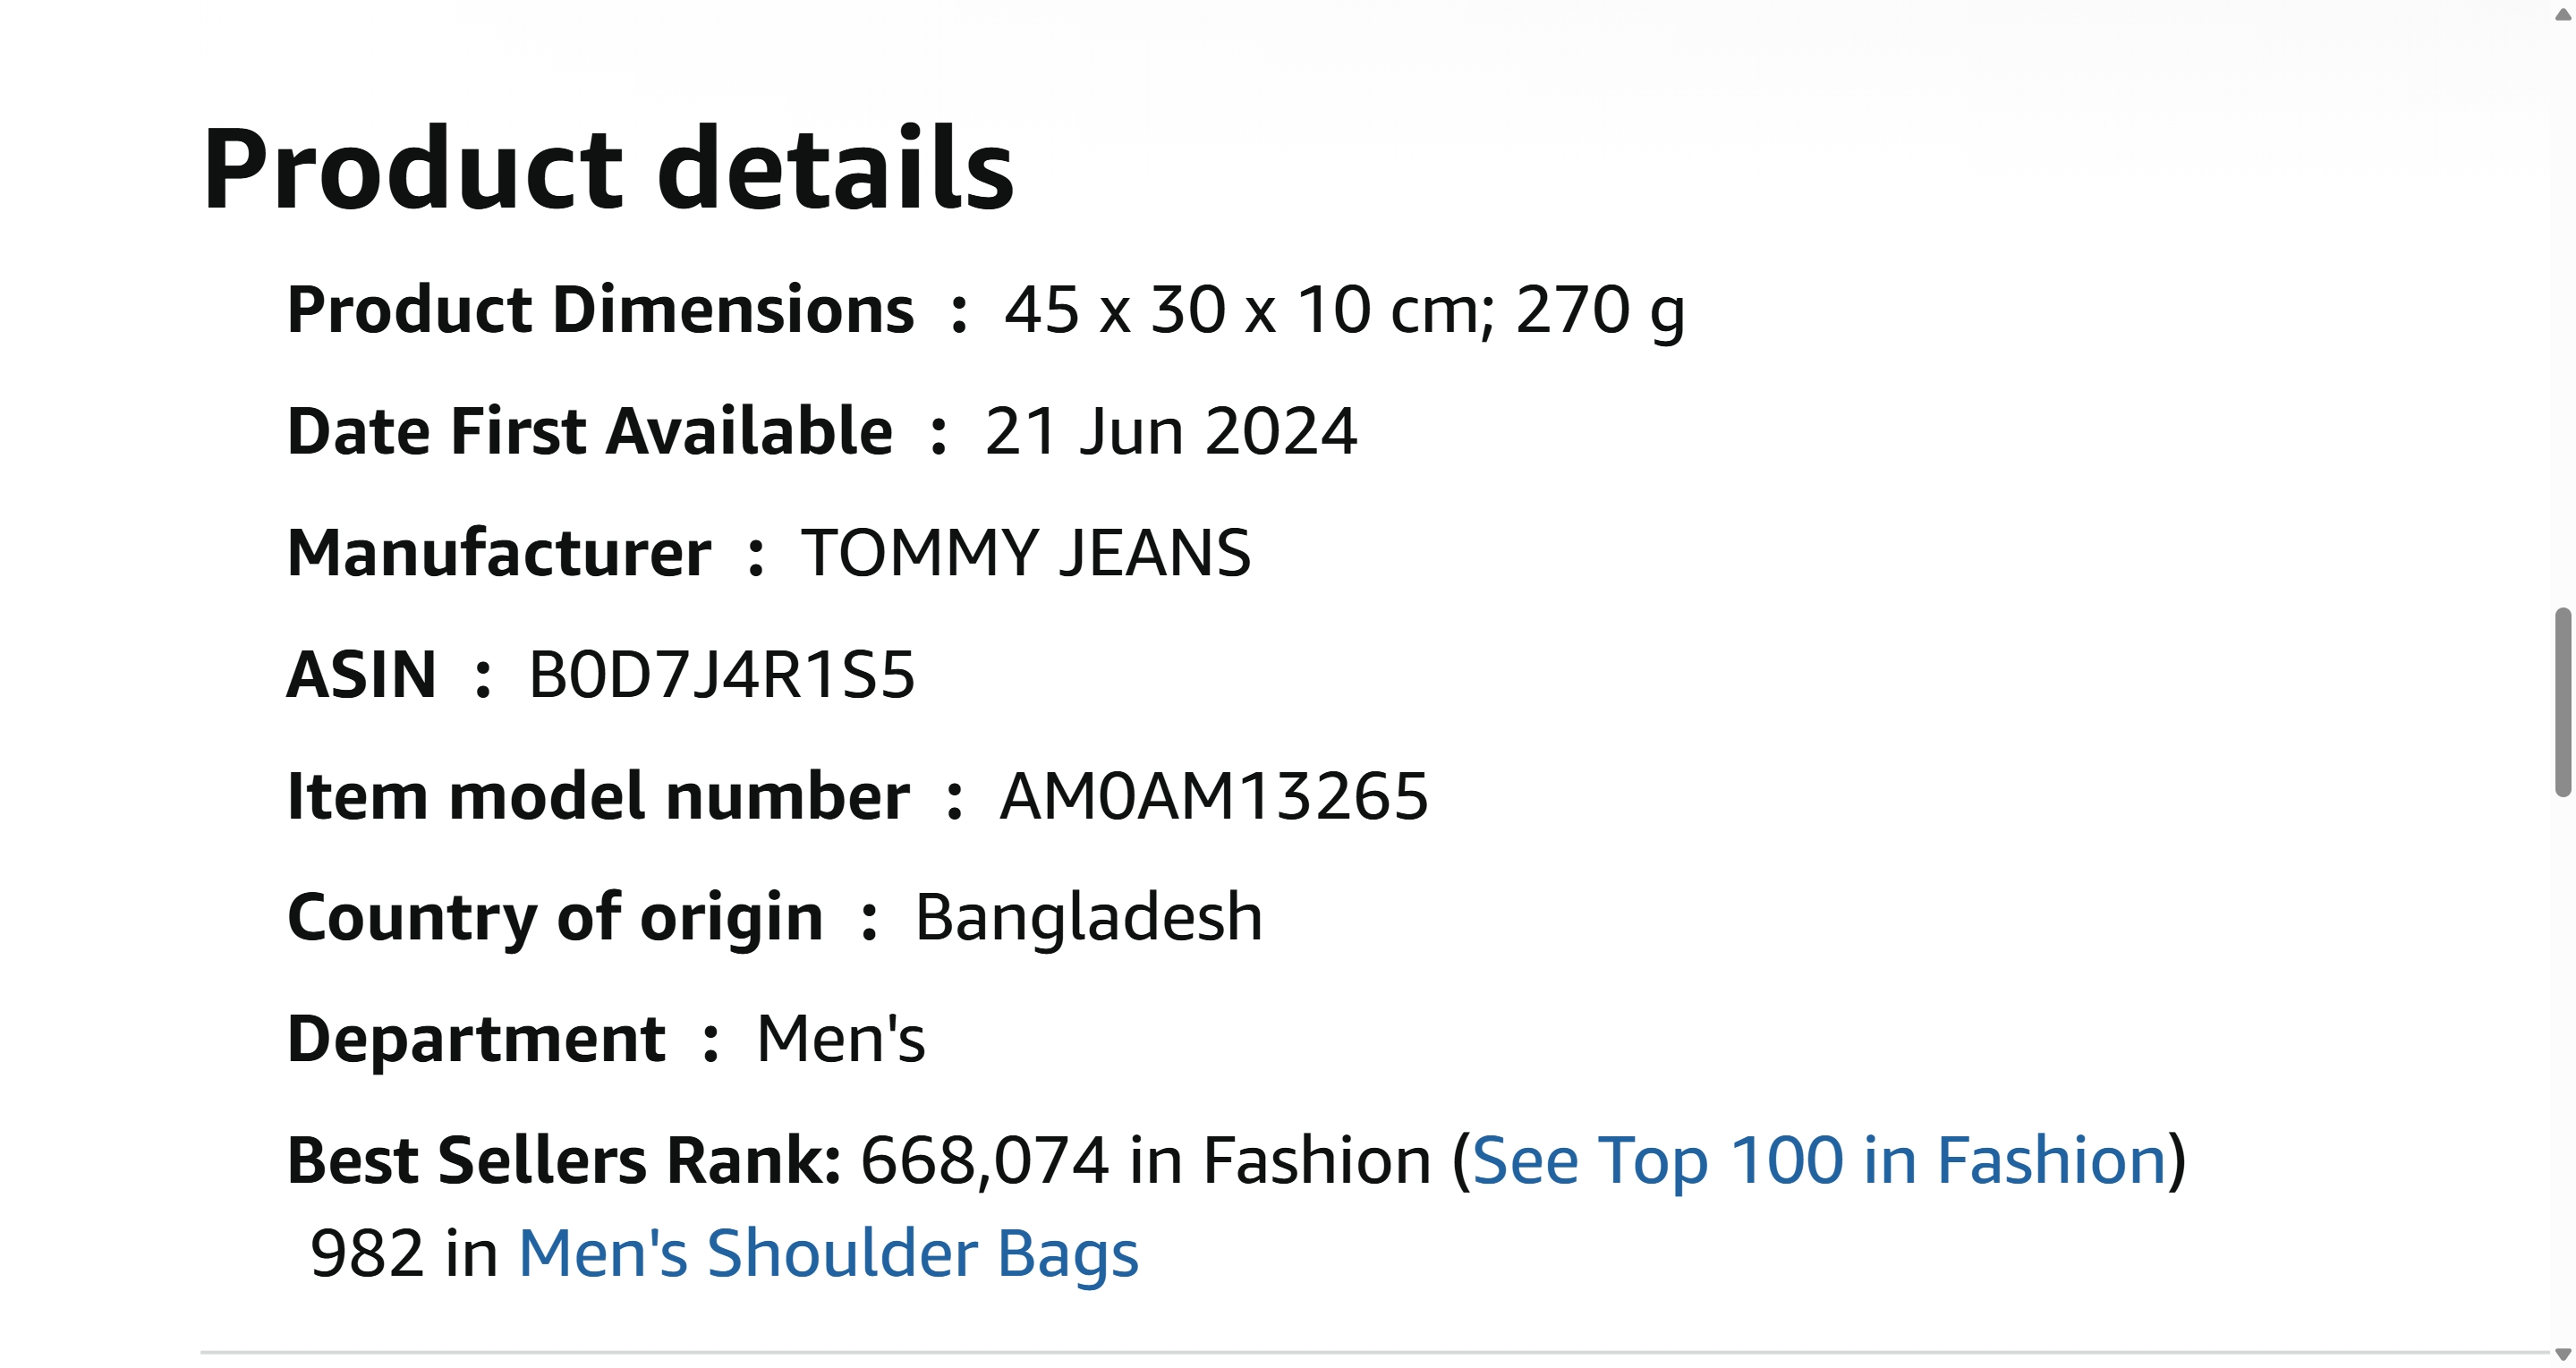 Product details
Product Dimensions : 45 x 30 x 10 cm; 270 g
Date First Available : 21 Jun 2024
Manufacturer : TOMMY JEANS
ASIN : B0D7J4R1S5
Item model number : AM0AM13265
Country of origin : Bangladesh
Department : Men's
Best Sellers Rank: 668,074 in Fashion (See Top 100 in Fashion)
982 in Men's Shoulder Bags